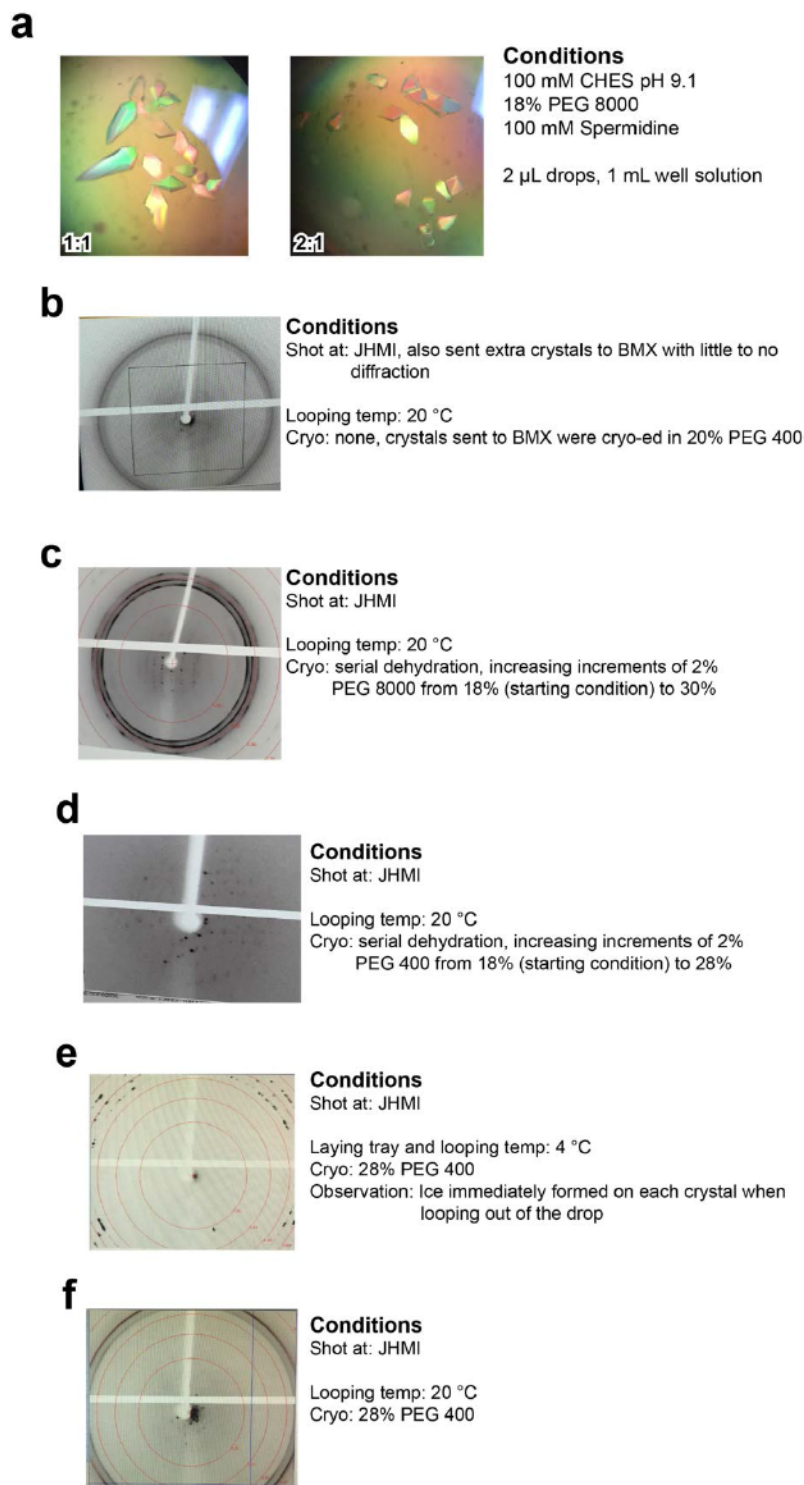 a
Conditions
100 mM CHES pH 9.1
18% PEG 8000
100 mM Spermidine
2 µL drops, 1 mL well solution
1:1
2:1
b
Conditions
Shot at: JHMI, also sent extra crystals to BMX with little to no
diffraction
Looping temp: 20 °C
Cryo: none, crystals sent to BMX were cryo-ed in 20% PEG 400
c
Conditions
Shot at: JHMI
Looping temp: 20 °C
Cryo: serial dehydration, increasing increments of 2%
PEG 8000 from 18% (starting condition) to 30%
d
Conditions
Shot at: JHMI
Looping temp: 20 °C
Cryo: serial dehydration, increasing increments of 2%
PEG 400 from 18% (starting condition) to 28%
e
Conditions
Shot at: JHMI
Laying tray and looping temp: 4 °C
Cryo: 28% PEG 400
Observation: Ice immediately formed on each crystal when
looping out of the drop
f
Conditions
Shot at: JHMI
Looping temp: 20 °C
Cryo: 28% PEG 400